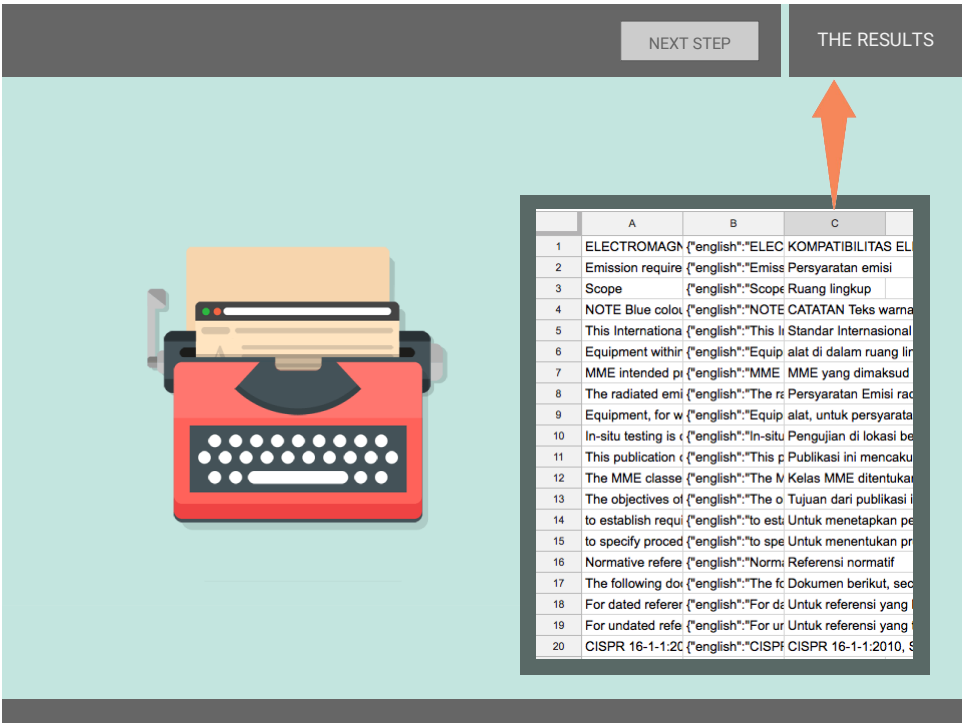 NEXT STEP
THE RESULTS
A B C
1 ELECTROMAGN {"english":"ELEC KOMPATIBILITAS EL
2 Emission require {"english":"Emiss Persyaratan emisi
3 Scope {"english":"Scope Ruang lingkup
4 NOTE Blue colou {"english":"NOTE CATATAN Teks warna
5 This Internationa {"english":"This I Standar Internasional
6 Equipment within {"english":"Equip alat di dalam ruang lin
7 MME intended pr {"english":"MME MME yang dimaksud
8 The radiated emi {"english":"The ra Persyaratan Emisi rad
9 Equipment, for w {"english":"Equip alat, untuk persyarata
10 In-situ testing is {"english":"In-situ Pengujian di lokasi be
11 This publication {"english":"This p Publikasi ini mencaku
12 The MME classe {"english":"The M Kelas MME ditentukan
13 The objectives of {"english":"The o Tujuan dari publikasi i
14 to establish requi {"english":"to esta Untuk menetapkan pe
15 to specify proced {"english":"to spe Untuk menentukan pr
16 Normative refere {"english":"Norma Referensi normatif
17 The following do {"english":"The fo Dokumen berikut, sec
18 For dated referen {"english":"For da Untuk referensi yang
19 For undated refe {"english":"For un Untuk referensi yang
20 CISPR 16-1-1:20 {"english":"CISPR CISPR 16-1-1:2010, S